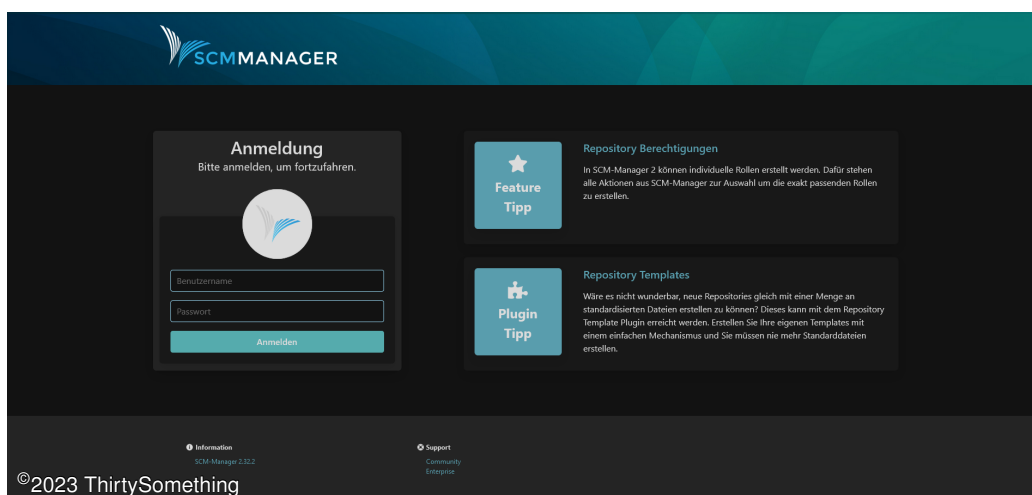 SCMMANAGER
Anmeldung
Bitte anmelden, um fortzufahren.
Benutzername
Passwort
Anmelden
Feature
Tipp
Repository Berechtigungen
In SCM-Manager 2 können individuelle Rollen erstellt werden. Dafür stehen
alle Aktionen aus SCM-Manager zur Auswahl um die exakt passenden Rollen
zu erstellen.
Plugin
Tipp
Repository Templates
Wäre es nicht wunderbar, neue Repositories gleich mit einer Menge an
standardisierten Dateien erstellen zu können? Dieses kann mit dem Repository
Template Plugin erreicht werden. Erstellen Sie Ihre eigenen Templates mit
einem einfachen Mechanismus und Sie müssen nie mehr Standarddateien
erstellen.
Information
SCM-Manager 2.32.2
Support
Community
Enterprise
©2023 ThirtySomething